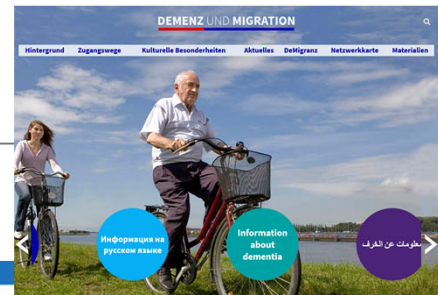 DEMENZ UND MIGRATION
Hintergrund Zugangswege Kulturelle Besonderheiten Aktuelles DeMigranz Netzwerkkarte Materialien
Информация на
русском языке
Information
about
dementia
معلومات عن الخرف